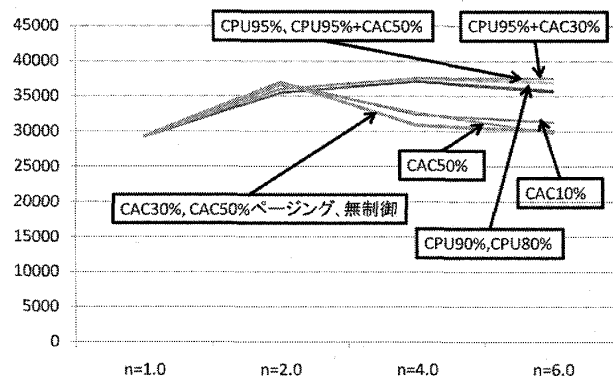 45000
40000
35000
30000
25000
20000
15000
10000
5000
0
CPU95%、CPU95%+CAC50%
CPU95%+CAC30%
CAC50%
CAC10%
CAC30%, CAC50%ページング、無制御
CPU90%,CPU80%
n=1.0
n=2.0
n=4.0
n=6.0